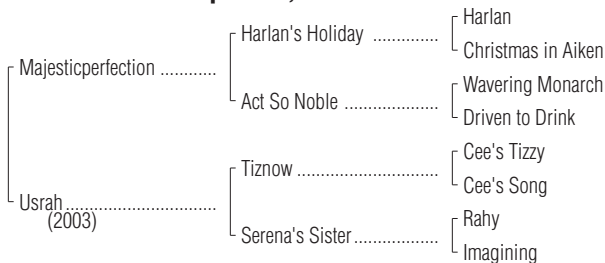 Harlan
Harlan's Holiday ..............
Christmas in Aiken
Majesticperfection ............
Wavering Monarch
Act So Noble ....................
Driven to Drink
Cee's Tizzy
Tiznow ..............................
Cee's Song
Usrah................................
(2003)
Rahy
Serena's Sister..................
Imagining